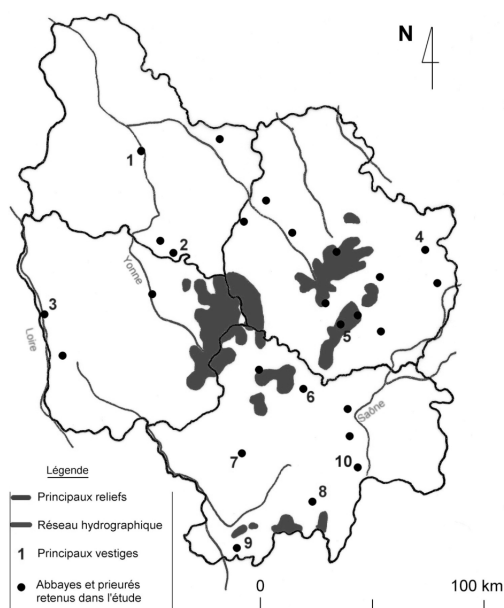 N
1
2
Yonne
4
3
Loire
5
6
Saône
7
10
8
9
Légende
Principaux reliefs
Réseau hydrographique
1 Principaux vestiges
Abbayes et prieurés
retenus dans l'étude
0
100 km